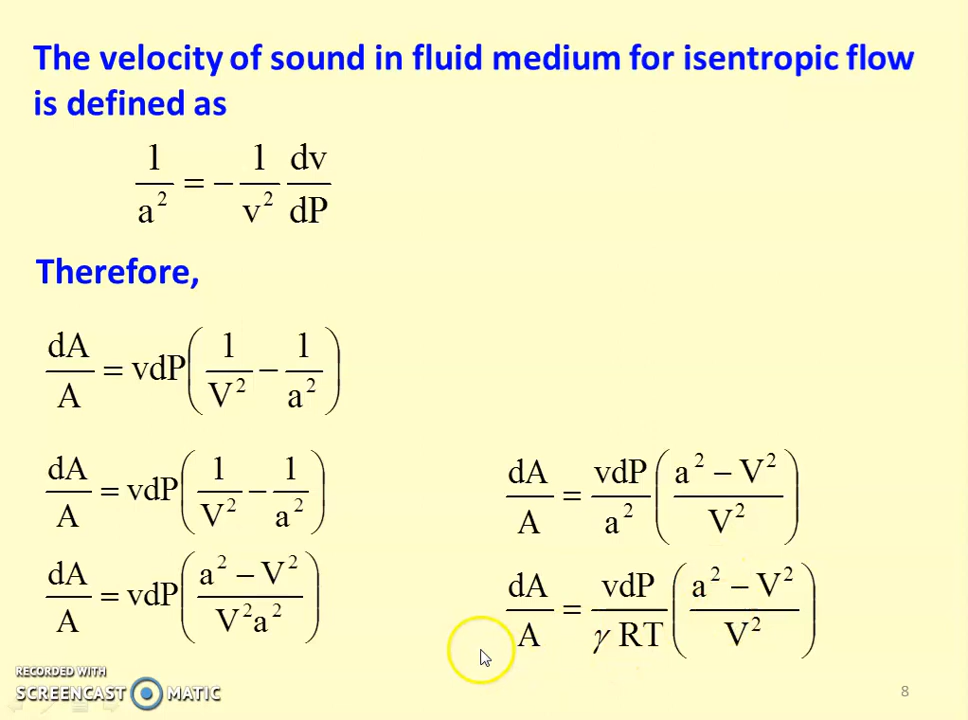 The velocity of sound in fluid medium for isentropic flow
is defined as
1/a² = − 1/v² dv/dP
Therefore,
dA/A = vdP(1/V² − 1/a²)
dA/A = vdP(1/V² − 1/a²)
dA/A = vdP((a² − V²)/(V²a²))
dA/A = vdP/a² ((a² − V²)/V²)
dA/A = vdP/(γ RT) ((a² − V²)/V²)
RECORDED WITH
SCREENCAST MATIC
8